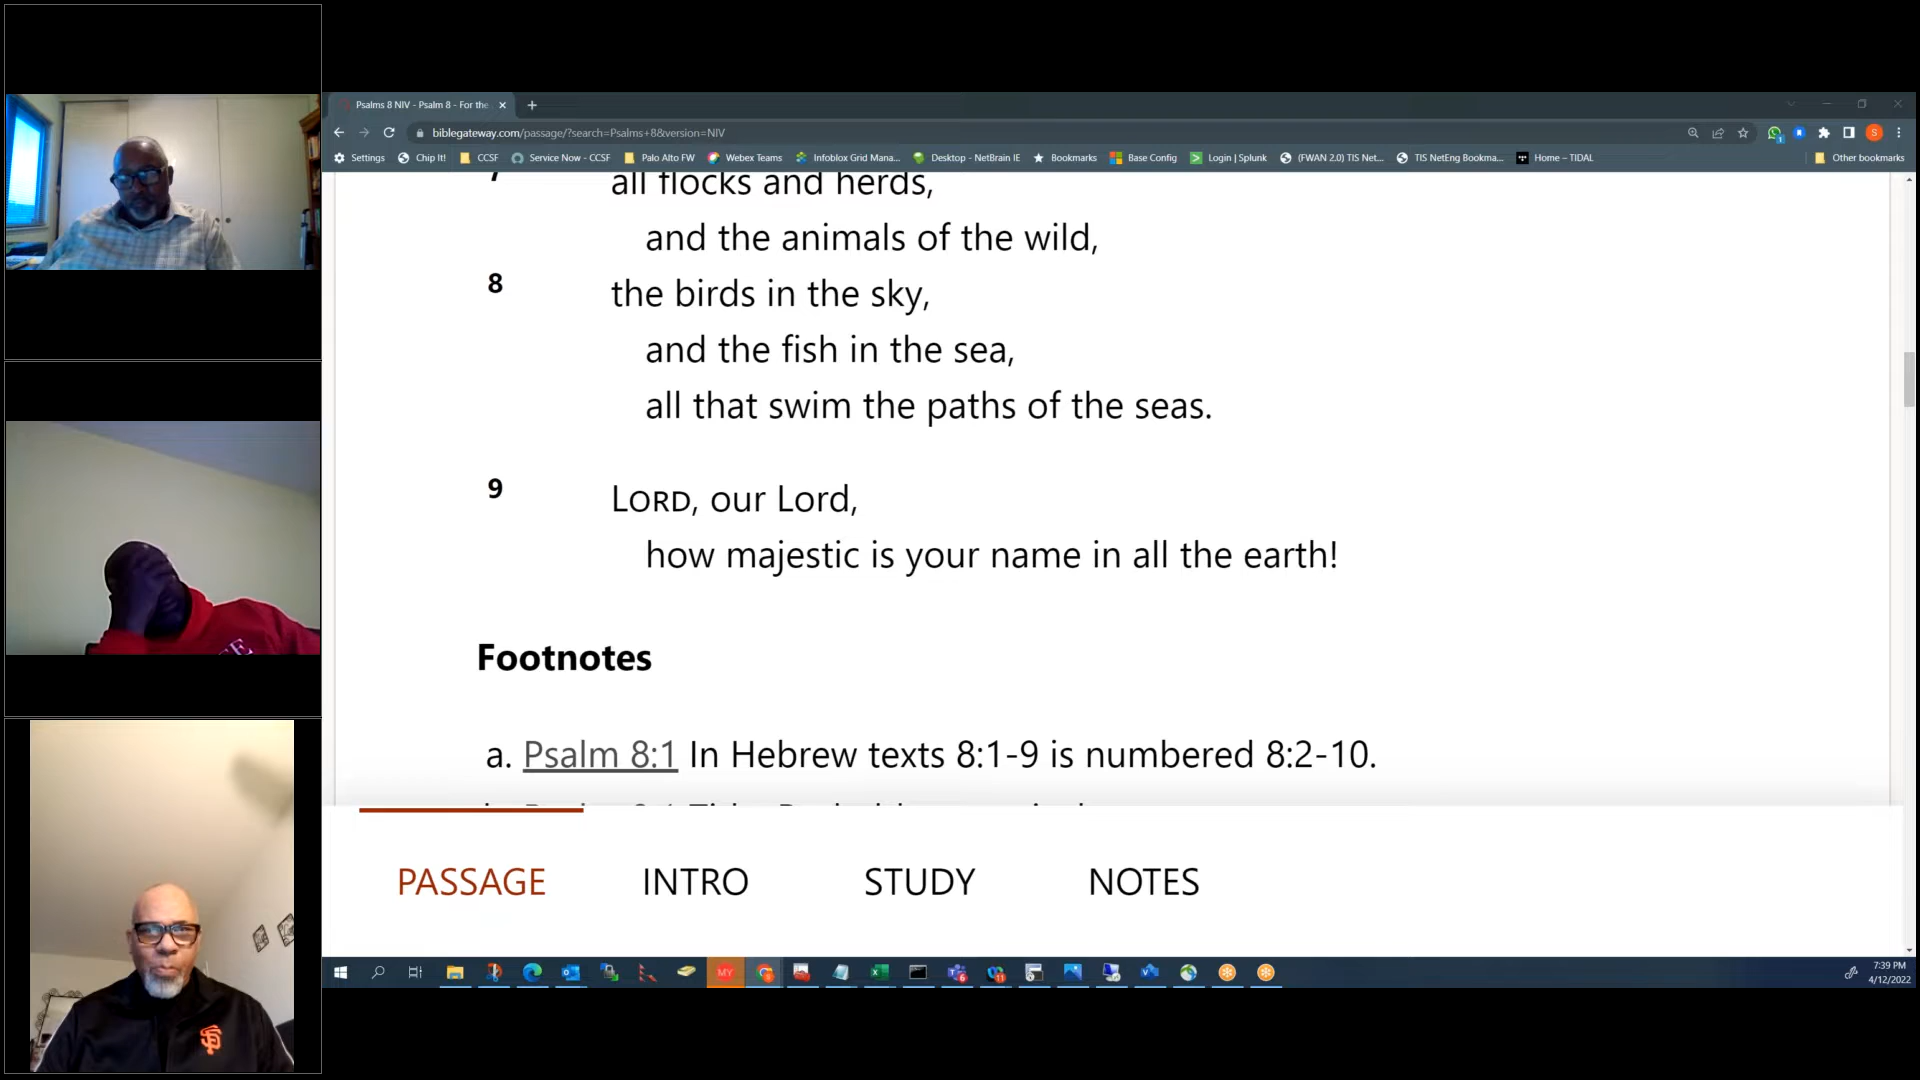 Psalms 8 NIV - Psalm 8 - For the
biblegateway.com/passage/?search=Psalms+8&version=NIV
S
Settings Chip It! CCSF Service Now - CCSF Palo Alto FW Webex Teams Infoblox Grid Mana... Desktop - NetBrain IE Bookmarks Base Config Login | Splunk (FWAN 2.0) TIS Net... TIS NetEng Bookma... Home – TIDAL Other bookmarks
7 all flocks and herds,
and the animals of the wild,
8 the birds in the sky,
and the fish in the sea,
all that swim the paths of the seas.
9 LORD, our Lord,
how majestic is your name in all the earth!
Footnotes
a. Psalm 8:1 In Hebrew texts 8:1-9 is numbered 8:2-10.
PASSAGE INTRO STUDY NOTES
MY
7:39 PM
4/12/2022
SF